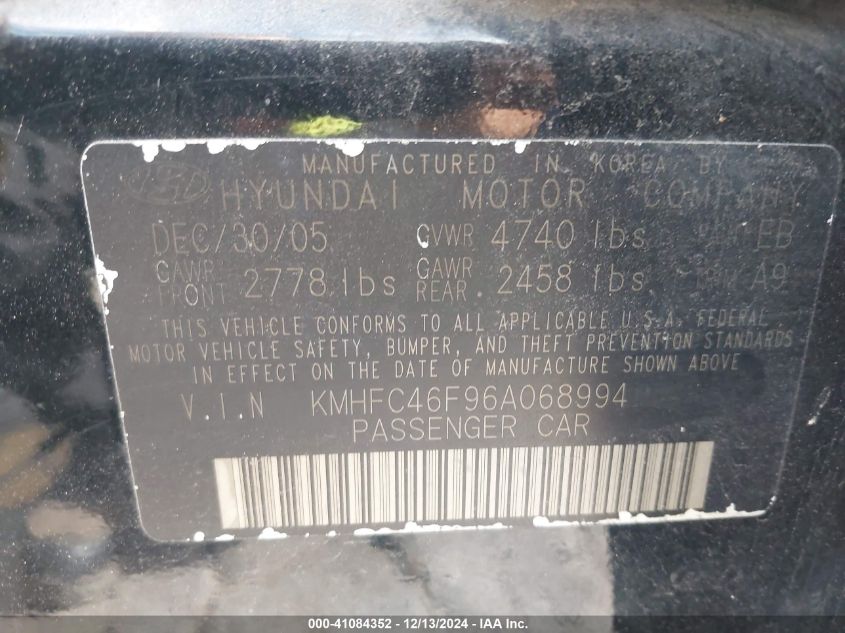 MANUFACTURED IN KOREA BY
HYUNDAI MOTOR COMPANY
DEC/30/05 GVWR 4740 lbs EB
GAWR FRONT 2778 lbs GAWR REAR 2458 lbs A9
THIS VEHICLE CONFORMS TO ALL APPLICABLE U.S.A. FEDERAL
MOTOR VEHICLE SAFETY, BUMPER, AND THEFT PREVENTION STANDARDS
IN EFFECT ON THE DATE OF MANUFACTURE SHOWN ABOVE
V.I.N KMHFC46F96A068994
PASSENGER CAR
000-41084352 - 12/13/2024 - IAA Inc.